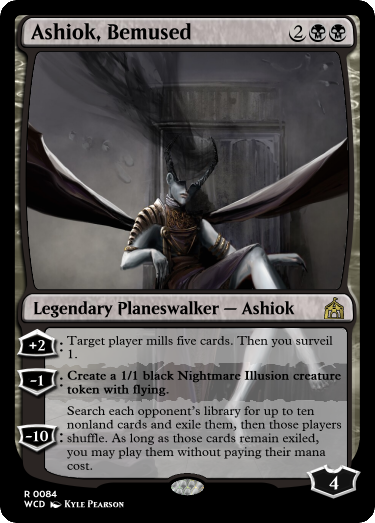 Ashiok, Bemused 2
Legendary Planeswalker — Ashiok
+2 : Target player mills five cards. Then you surveil
1.
-1 : Create a 1/1 black Nightmare Illusion creature
token with flying.
-10 : Search each opponent's library for up to ten
nonland cards and exile them, then those players
shuffle. As long as those cards remain exiled,
you may play them without paying their mana
cost.
4
R 0084
WCD Kyle Pearson